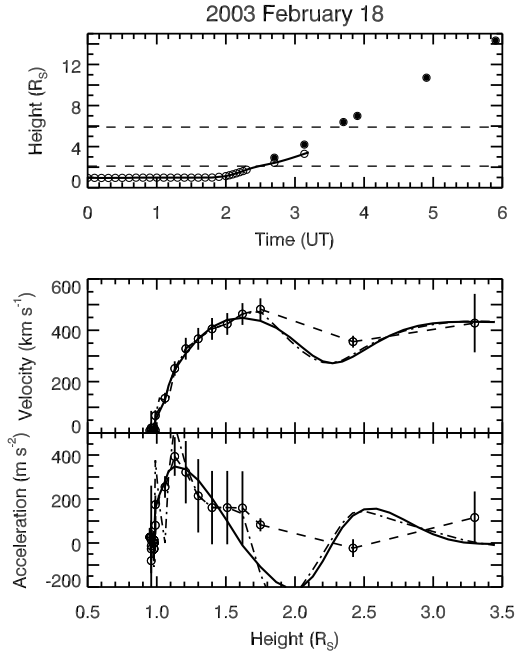 2003 February 18
Height (R_S)
12
8
4
0
0 1 2 3 4 5 6
Time (UT)
Velocity (km s⁻¹)
600
400
200
0
Acceleration (m s⁻²)
400
200
0
-200
0.5 1.0 1.5 2.0 2.5 3.0 3.5
Height (R_S)